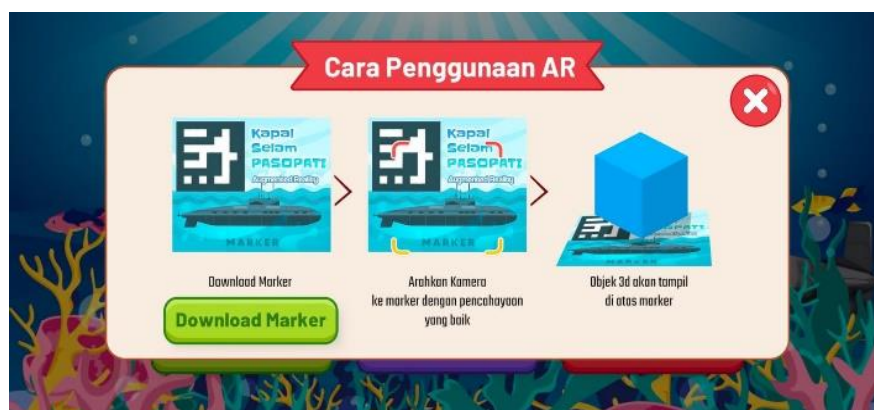 Cara Penggunaan AR
Kapal
Selam
PASOPATI
Augmented Reality
MARKER
Kapal
Selam
PASOPATI
Augmented Reality
MARKER
Download Marker
Download Marker
Arahkan Kamera
ke marker dengan pencahayaan
yang baik
Objek 3d akan tampil
di atas marker